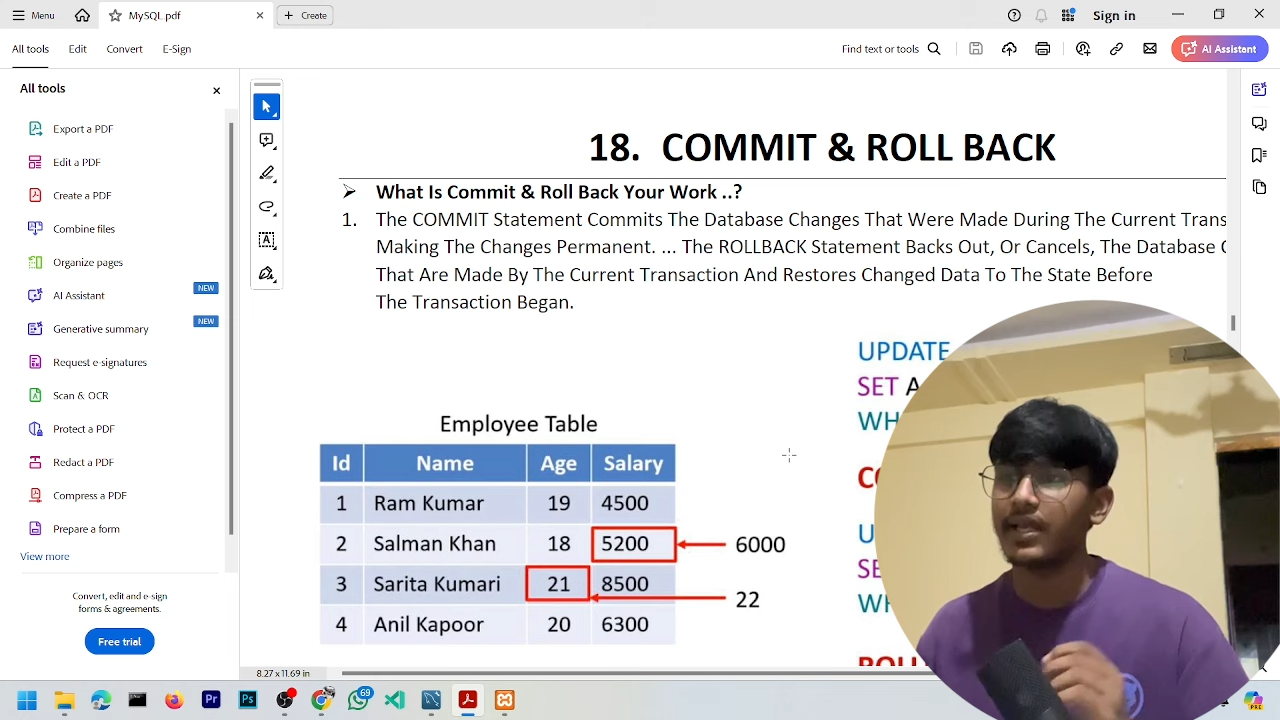 Menu
MySQL.pdf
Create
Sign in
All tools
Edit
Convert
E-Sign
Find text or tools
AI Assistant
All tools
Export a PDF
Edit a PDF
Create a PDF
Combine files
Organize pages
AI Assistant
NEW
Generative summary
NEW
Request e-signatures
Scan & OCR
Protect a PDF
Redact a PDF
Compress a PDF
Prepare a form
View more
Convert, edit and e-sign
forms & agreements.
Free trial
18. COMMIT & ROLL BACK
What Is Commit & Roll Back Your Work ..?
1. The COMMIT Statement Commits The Database Changes That Were Made During The Current Trans
Making The Changes Permanent. ... The ROLLBACK Statement Backs Out, Or Cancels, The Database C
That Are Made By The Current Transaction And Restores Changed Data To The State Before
The Transaction Began.
Employee Table
Id Name Age Salary
1 Ram Kumar 19 4500
2 Salman Khan 18 5200
6000
3 Sarita Kumari 21 8500
22
4 Anil Kapoor 20 6300
UPDATE
SET A
WH
8.27 x 11.69 in
69
Pr
Ps